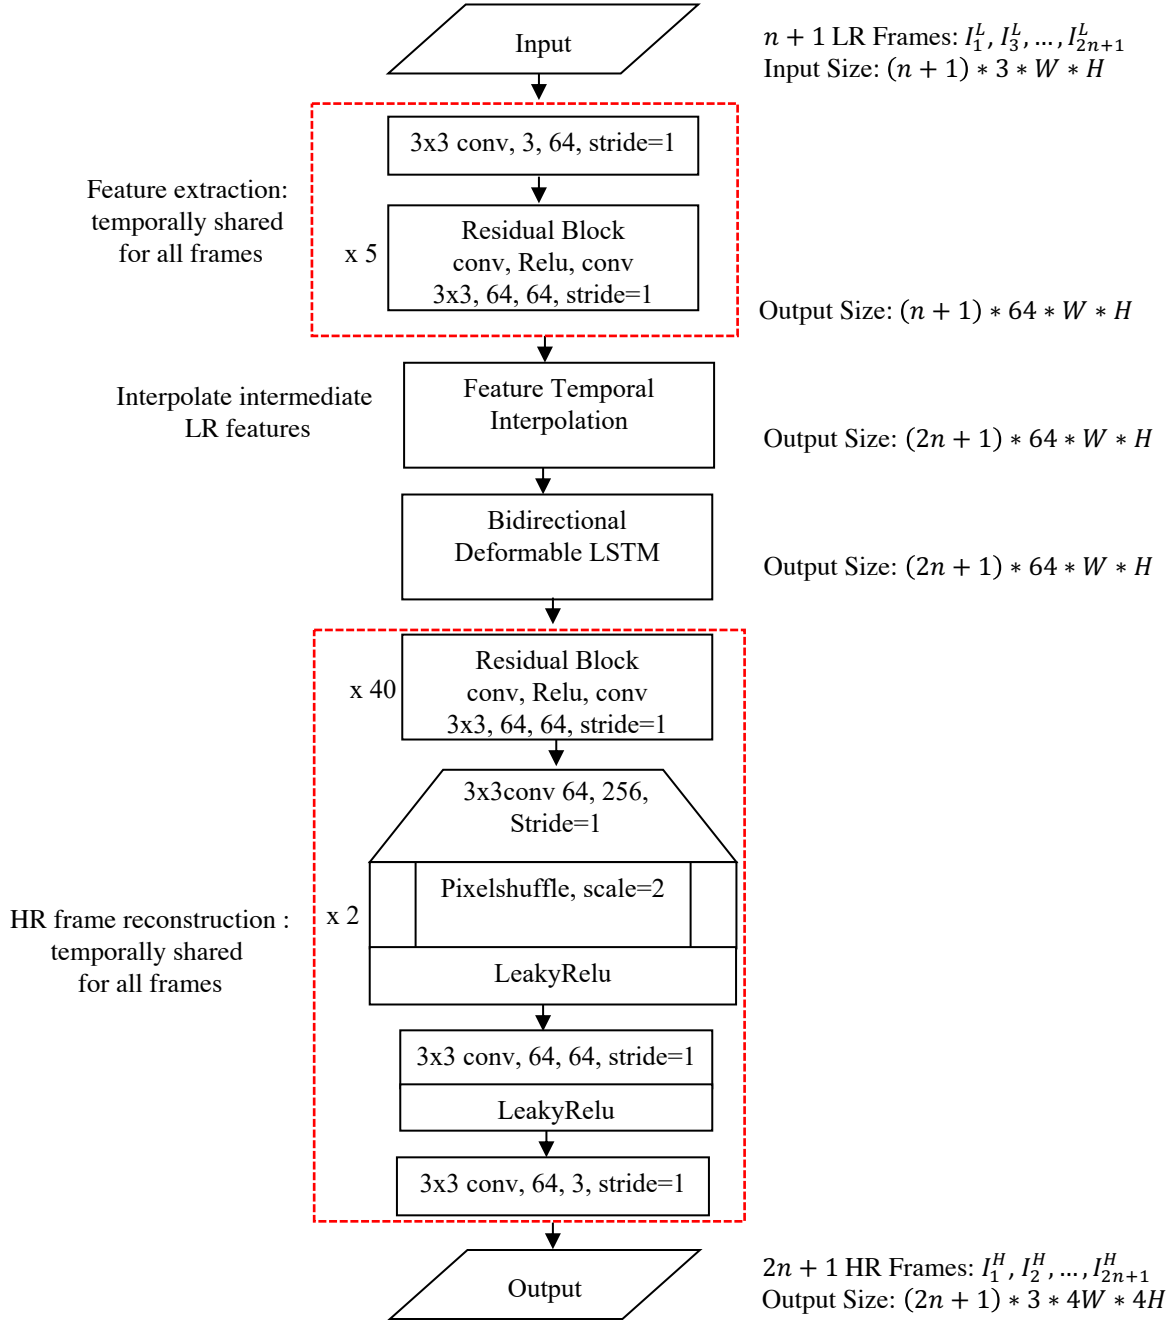 Input
n + 1 LR Frames: I_1^L, I_3^L, …, I_{2n+1}^L
Input Size: (n + 1) ∗ 3 ∗ W ∗ H
3x3 conv, 3, 64, stride=1
Feature extraction:
temporally shared
for all frames
x 5
Residual Block
conv, Relu, conv
3x3, 64, 64, stride=1
Output Size: (n + 1) ∗ 64 ∗ W ∗ H
Interpolate intermediate
LR features
Feature Temporal
Interpolation
Output Size: (2n + 1) ∗ 64 ∗ W ∗ H
Bidirectional
Deformable LSTM
Output Size: (2n + 1) ∗ 64 ∗ W ∗ H
x 40
Residual Block
conv, Relu, conv
3x3, 64, 64, stride=1
3x3conv 64, 256,
Stride=1
x 2
Pixelshuffle, scale=2
LeakyRelu
HR frame reconstruction :
temporally shared
for all frames
3x3 conv, 64, 64, stride=1
LeakyRelu
3x3 conv, 64, 3, stride=1
Output
2n + 1 HR Frames: I_1^H, I_2^H, …, I_{2n+1}^H
Output Size: (2n + 1) ∗ 3 ∗ 4W ∗ 4H